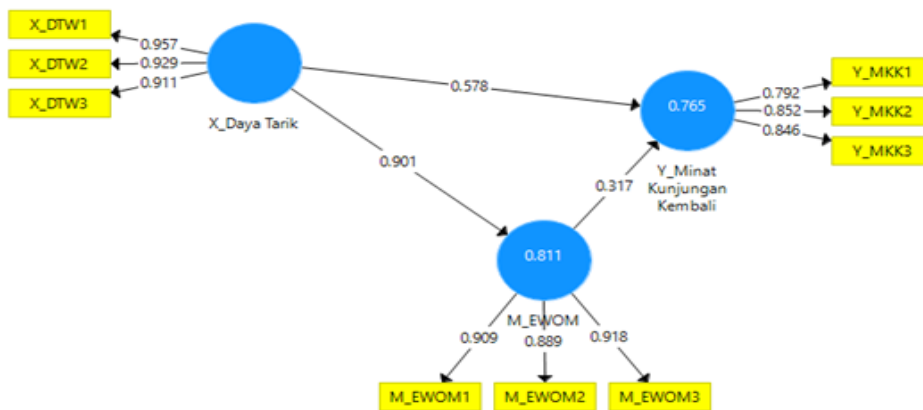 X_DTW1
0.957
X_DTW2
0.929
X_DTW3
0.911
X_Daya Tarik
0.578
0.765
Y_MKK1
0.792
0.852
Y_MKK2
0.846
Y_MKK3
Y_Minat
Kunjungan
Kembali
0.901
0.317
0.811
M_EWOM
0.909
0.889
0.918
M_EWOM1
M_EWOM2
M_EWOM3